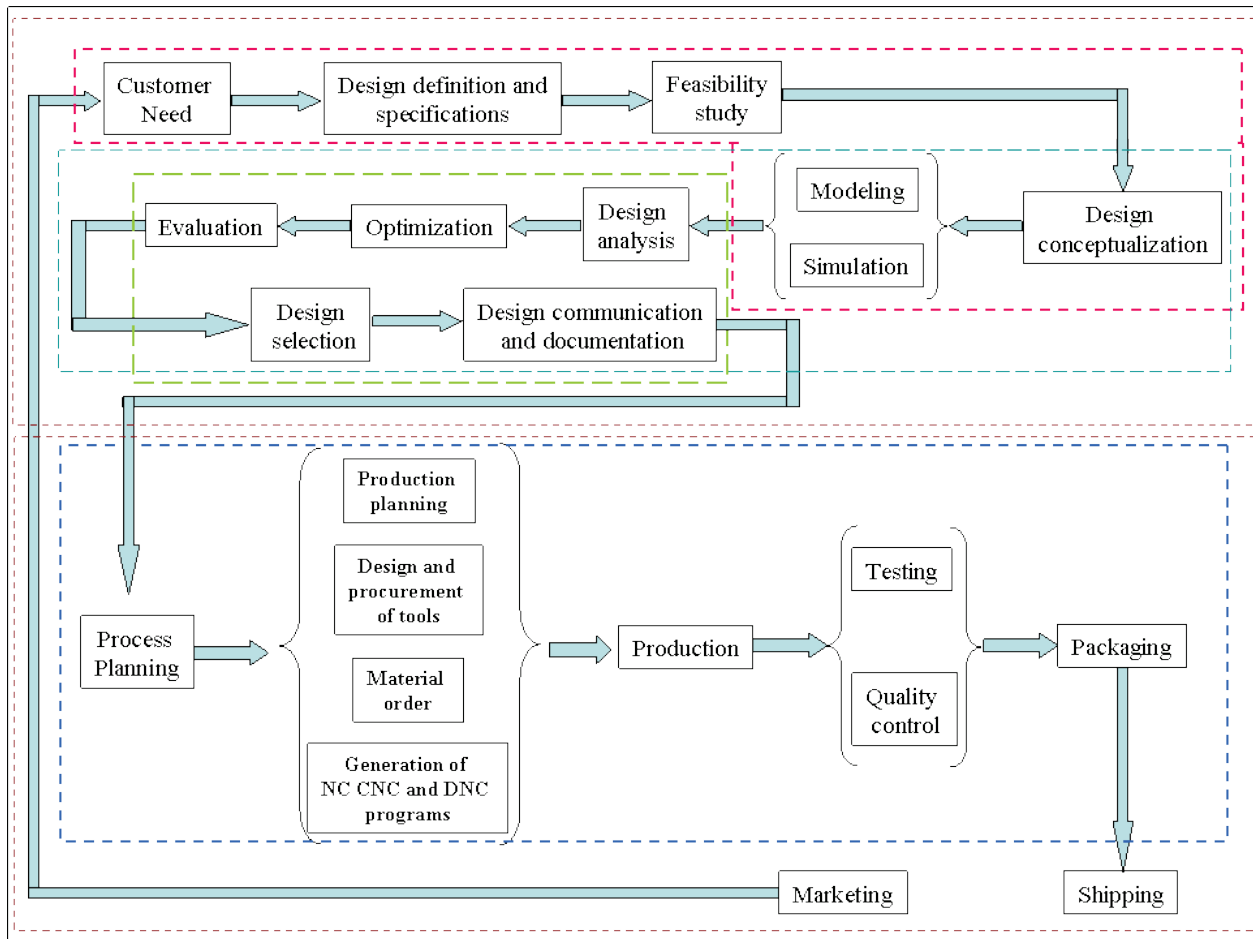 Customer
Need
Design definition and
specifications
Feasibility
study
Modeling
Simulation
Design
conceptualization
Design
analysis
Optimization
Evaluation
Design
selection
Design communication
and documentation
Process
Planning
Production
planning
Design and
procurement
of tools
Material
order
Generation of
NC CNC and DNC
programs
Production
Testing
Quality
control
Packaging
Shipping
Marketing